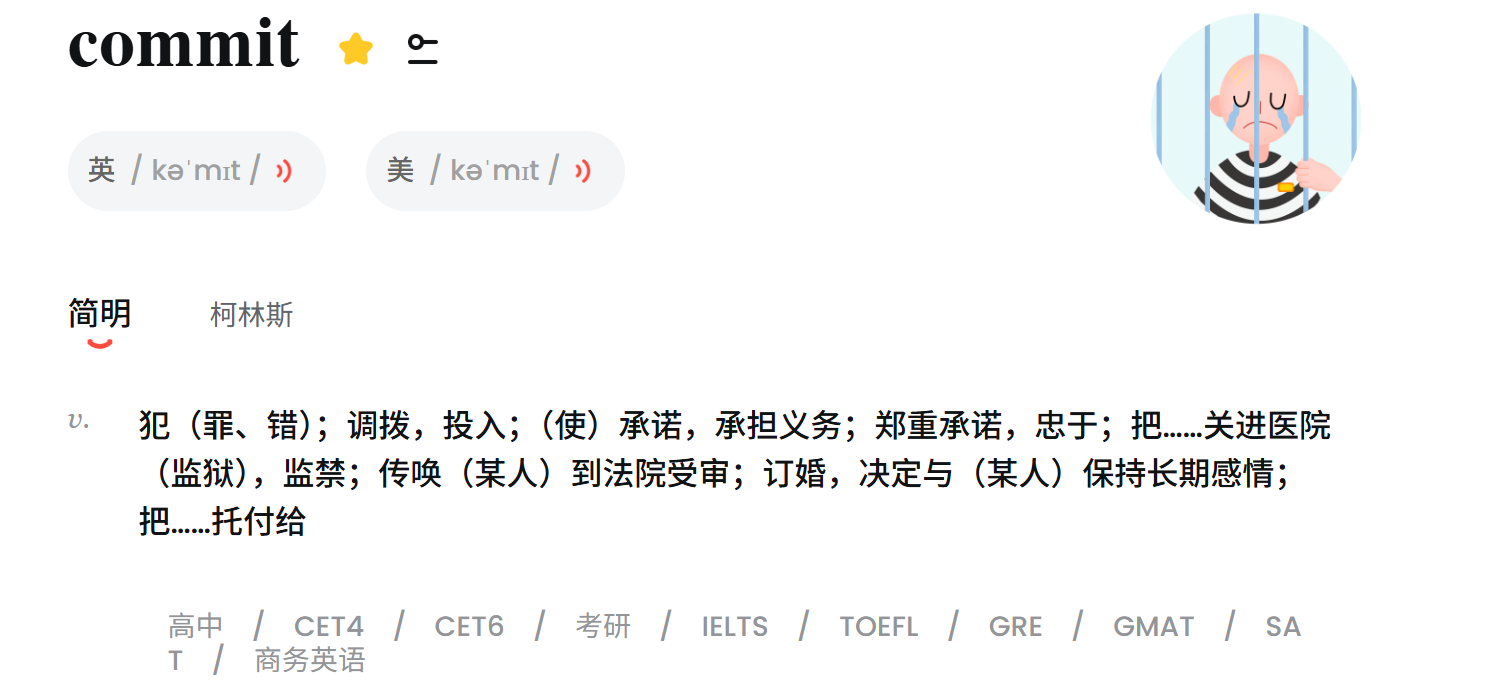 commit
英 / kəˈmɪt / 美 / kəˈmɪt /
简明 柯林斯
v. 犯（罪、错）；调拨，投入；（使）承诺，承担义务；郑重承诺，忠于；把……关进医院
（监狱），监禁；传唤（某人）到法院受审；订婚，决定与（某人）保持长期感情；
把……托付给
高中 / CET4 / CET6 / 考研 / IELTS / TOEFL / GRE / GMAT / SA
T / 商务英语